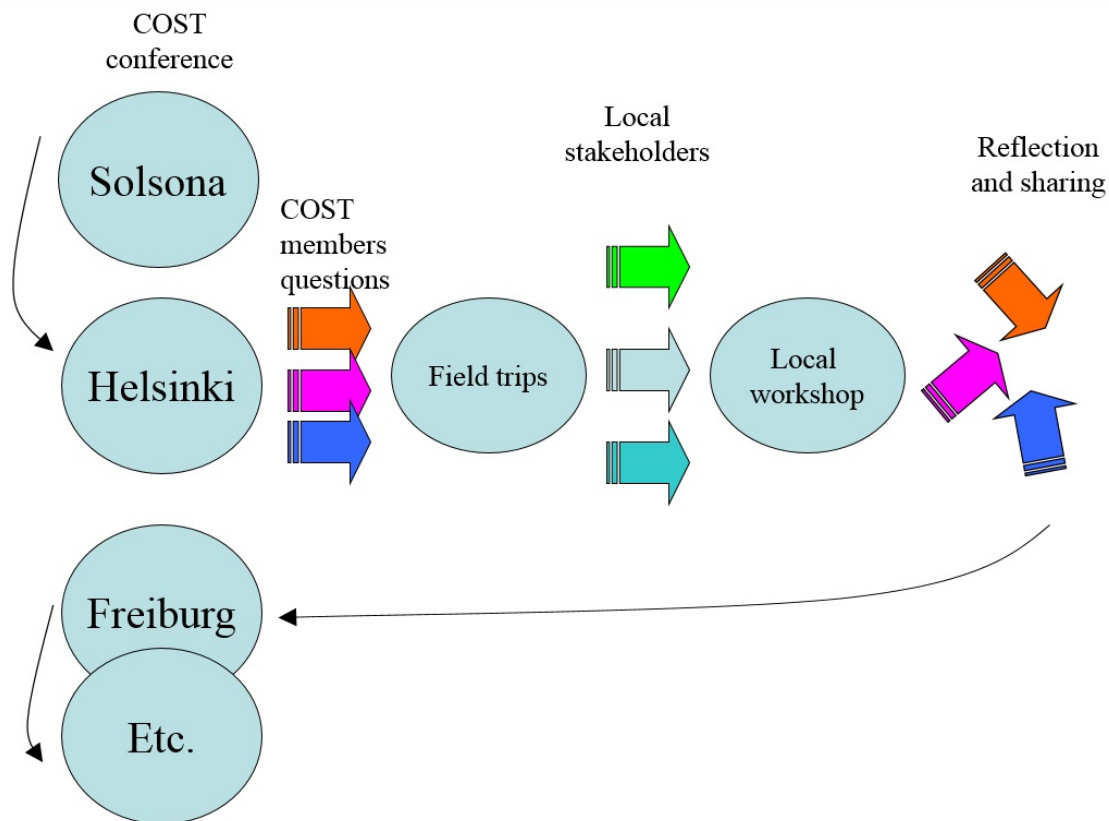 COST
conference
Solsona
Local
stakeholders
Reflection
and sharing
COST
members
questions
Helsinki
Field trips
Local
workshop
Freiburg
Etc.